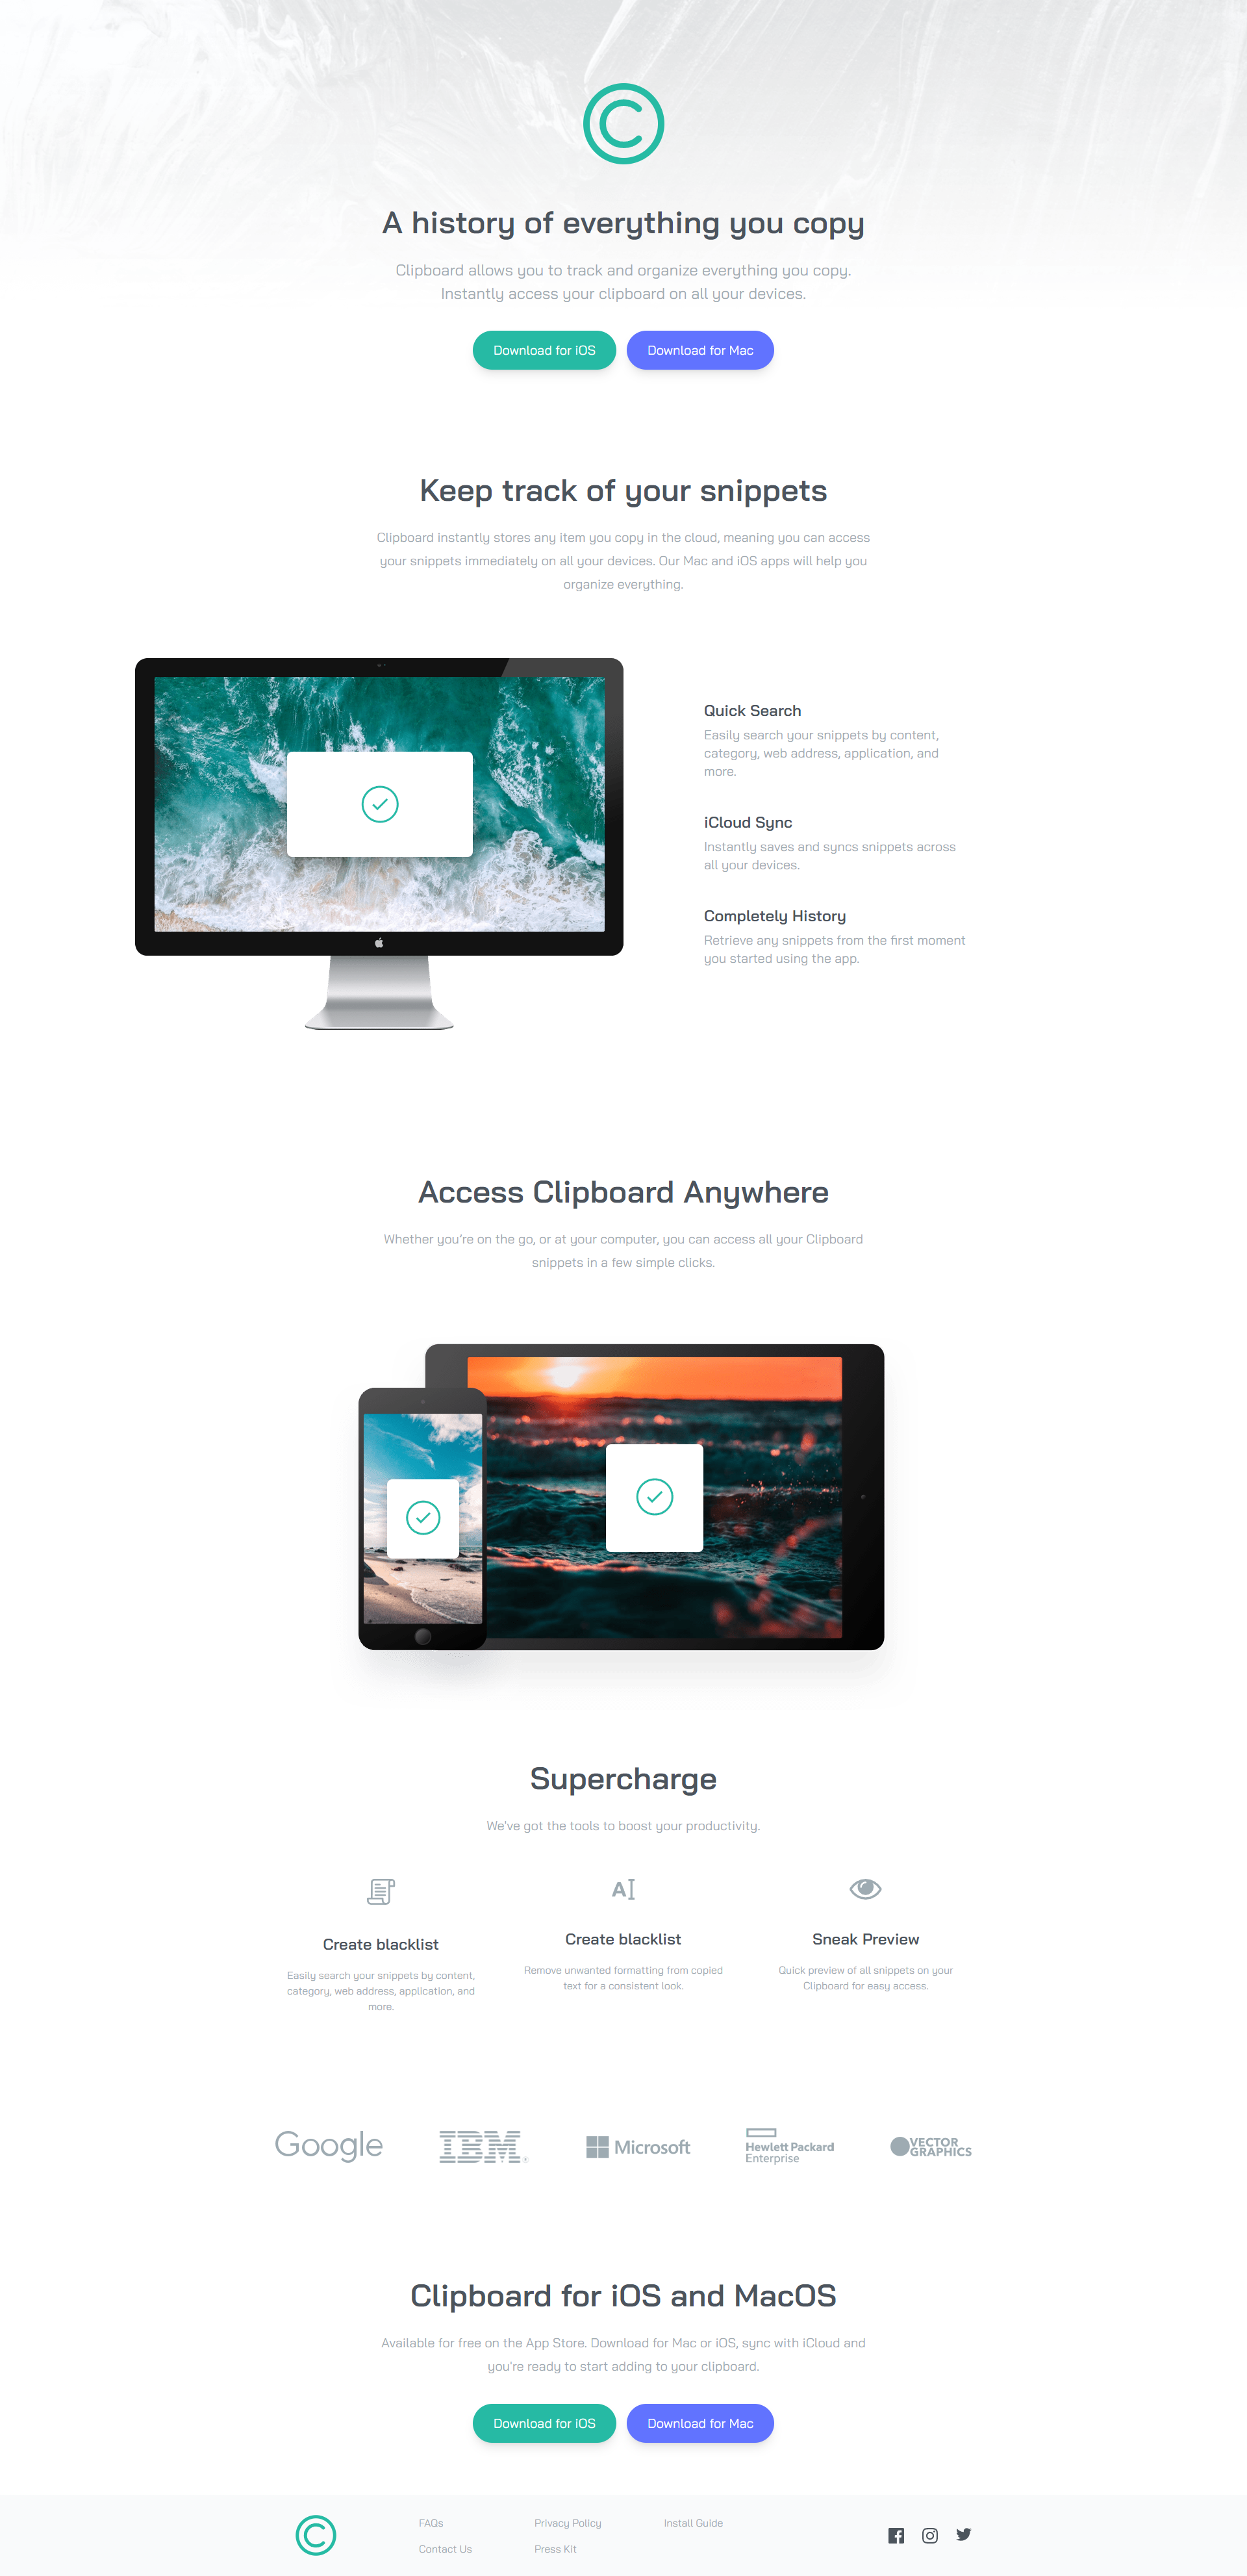 A history of everything you copy
Clipboard allows you to track and organize everything you copy.
Instantly access your clipboard on all your devices.
Download for iOS
Download for Mac
Keep track of your snippets
Clipboard instantly stores any item you copy in the cloud, meaning you can access
your snippets immediately on all your devices. Our Mac and iOS apps will help you
organize everything.
Quick Search
Easily search your snippets by content,
category, web address, application, and
more.
iCloud Sync
Instantly saves and syncs snippets across
all your devices.
Completely History
Retrieve any snippets from the first moment
you started using the app.
Access Clipboard Anywhere
Whether you're on the go, or at your computer, you can access all your Clipboard
snippets in a few simple clicks.
Supercharge
We've got the tools to boost your productivity.
Create blacklist
Easily search your snippets by content,
category, web address, application, and
more.
Create blacklist
Remove unwanted formatting from copied
text for a consistent look.
Sneak Preview
Quick preview of all snippets on your
Clipboard for easy access.
Google
IBM
Microsoft
Hewlett Packard
Enterprise
VECTOR
GRAPHICS
Clipboard for iOS and MacOS
Available for free on the App Store. Download for Mac or iOS, sync with iCloud and
you're ready to start adding to your clipboard.
Download for iOS
Download for Mac
FAQs
Contact Us
Privacy Policy
Press Kit
Install Guide